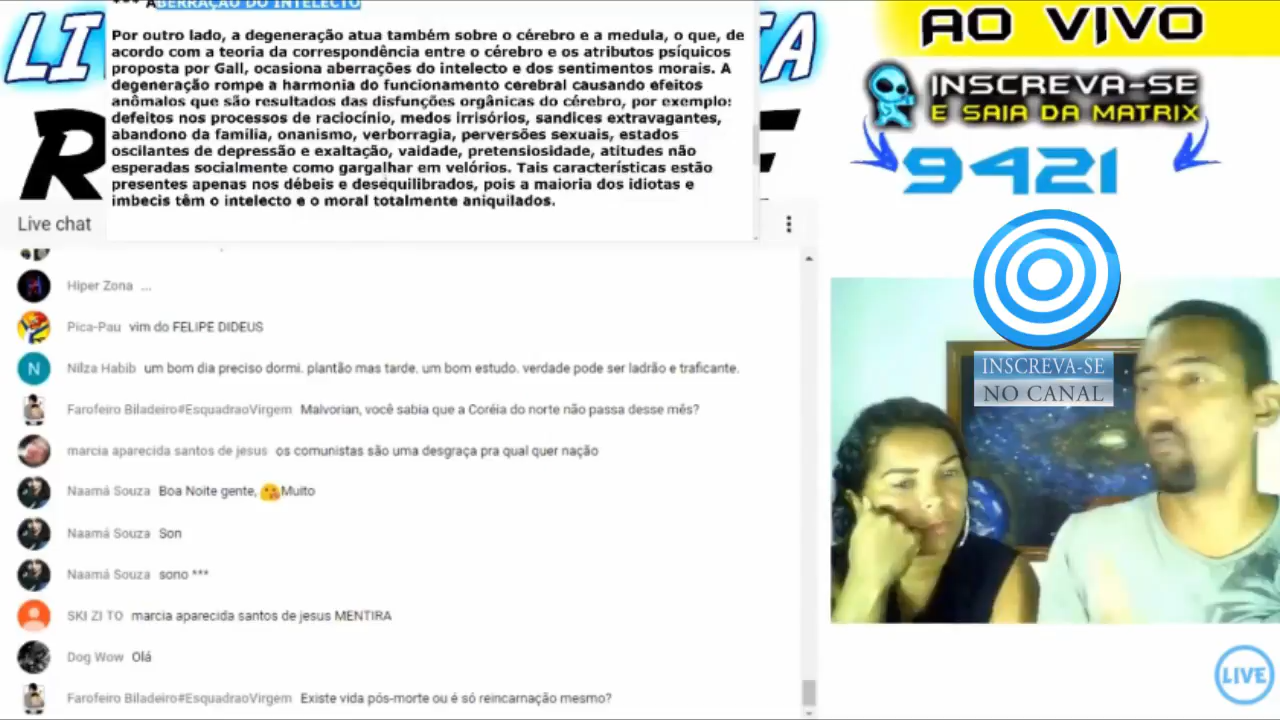 *** ABERRAÇÃO DO INTELECTO
Por outro lado, a degeneração atua também sobre o cérebro e a medula, o que, de
acordo com a teoria da correspondência entre o cérebro e os atributos psíquicos
proposta por Gall, ocasiona aberrações do intelecto e dos sentimentos morais. A
degeneração rompe a harmonia do funcionamento cerebral causando efeitos
anômalos que são resultados das disfunções orgânicas do cérebro, por exemplo:
defeitos nos processos de raciocínio, medos irrisórios, sandices extravagantes,
abandono da família, onanismo, verborragia, perversões sexuais, estados
oscilantes de depressão e exaltação, vaidade, pretensiosidade, atitudes não
esperadas socialmente como gargalhar em velórios. Tais características estão
presentes apenas nos débeis e desequilibrados, pois a maioria dos idiotas e
imbecis têm o intelecto e o moral totalmente aniquilados.
AO VIVO
INSCREVA-SE
E SAIA DA MATRIX
9421
INSCREVA-SE
NO CANAL
Live chat
Hiper Zona ...
Pica-Pau vim do FELIPE DIDEUS
N Nilza Habib um bom dia preciso dormi. plantão mas tarde. um bom estudo. verdade pode ser ladrão e traficante.
Farofeiro Biladeiro#EsquadraoVirgem Malvorian, você sabia que a Coréia do norte não passa desse mês?
marcia aparecida santos de jesus os comunistas são uma desgraça pra qual quer nação
Naamá Souza Boa Noite gente, 😘Muito
Naamá Souza Son
Naamá Souza sono ***
SKI ZI TO marcia aparecida santos de jesus MENTIRA
Dog Wow Olá
Farofeiro Biladeiro#EsquadraoVirgem Existe vida pós-morte ou é só reincarnação mesmo?
LIVE